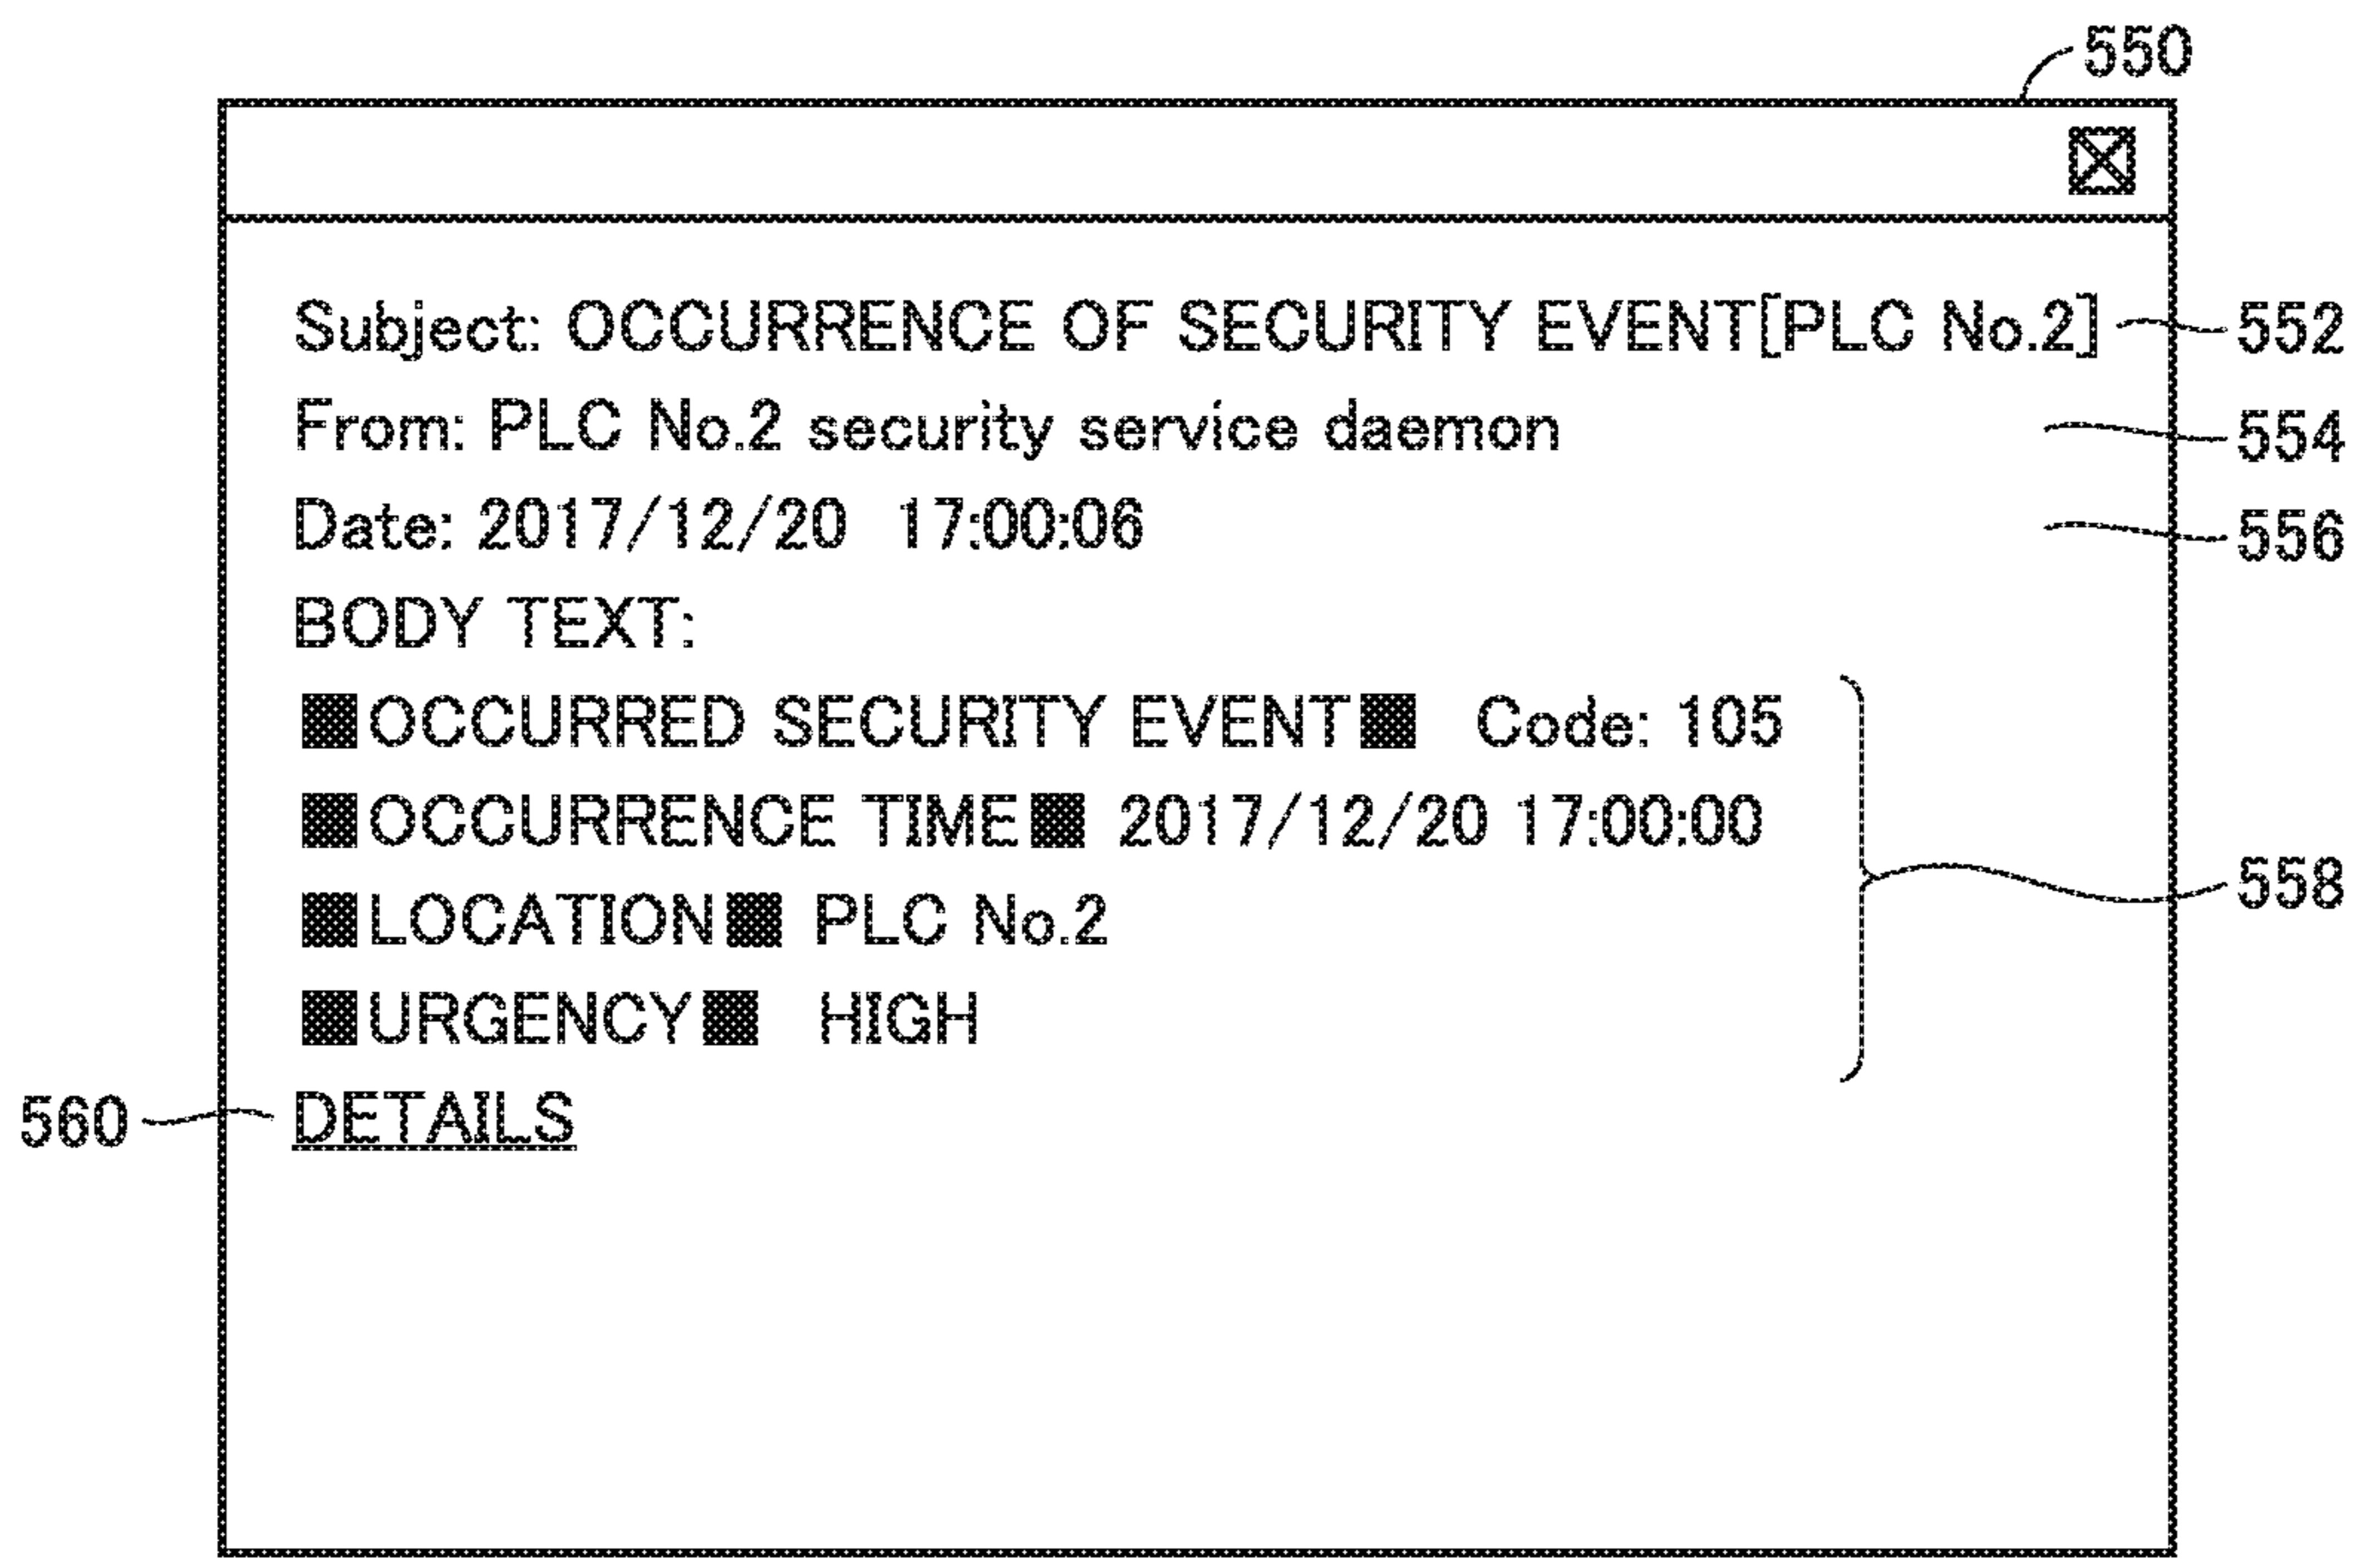 550
Subject: OCCURRENCE OF SECURITY EVENT[PLC No.2] 552
From: PLC No.2 security service daemon 554
Date: 2017/12/20 17:00:06 556
BODY TEXT:
■OCCURRED SECURITY EVENT■ Code: 105
■OCCURRENCE TIME■ 2017/12/20 17:00:00
558
■LOCATION■ PLC No.2
■URGENCY■ HIGH
560 DETAILS